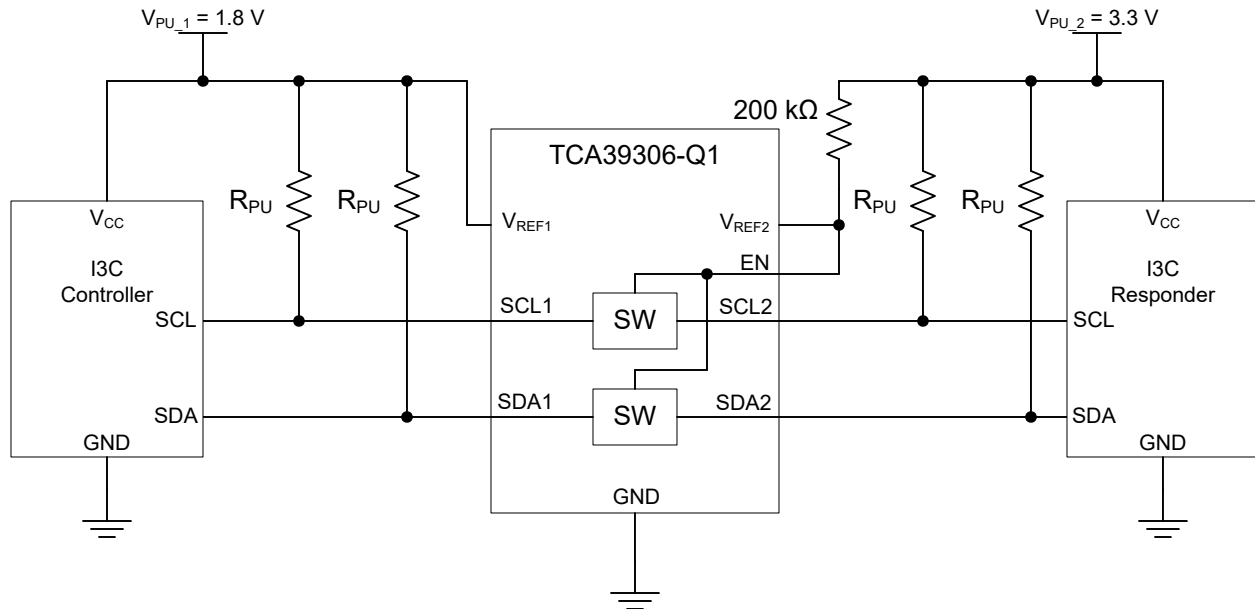 V_PU_1 = 1.8 V
V_PU_2 = 3.3 V
200 kΩ
TCA39306-Q1
R_PU
R_PU
R_PU
R_PU
V_CC
V_REF1
V_REF2
V_CC
EN
I3C
Controller
I3C
Responder
SCL
SCL1
SW
SCL2
SCL
SDA
SDA1
SW
SDA2
SDA
GND
GND
GND